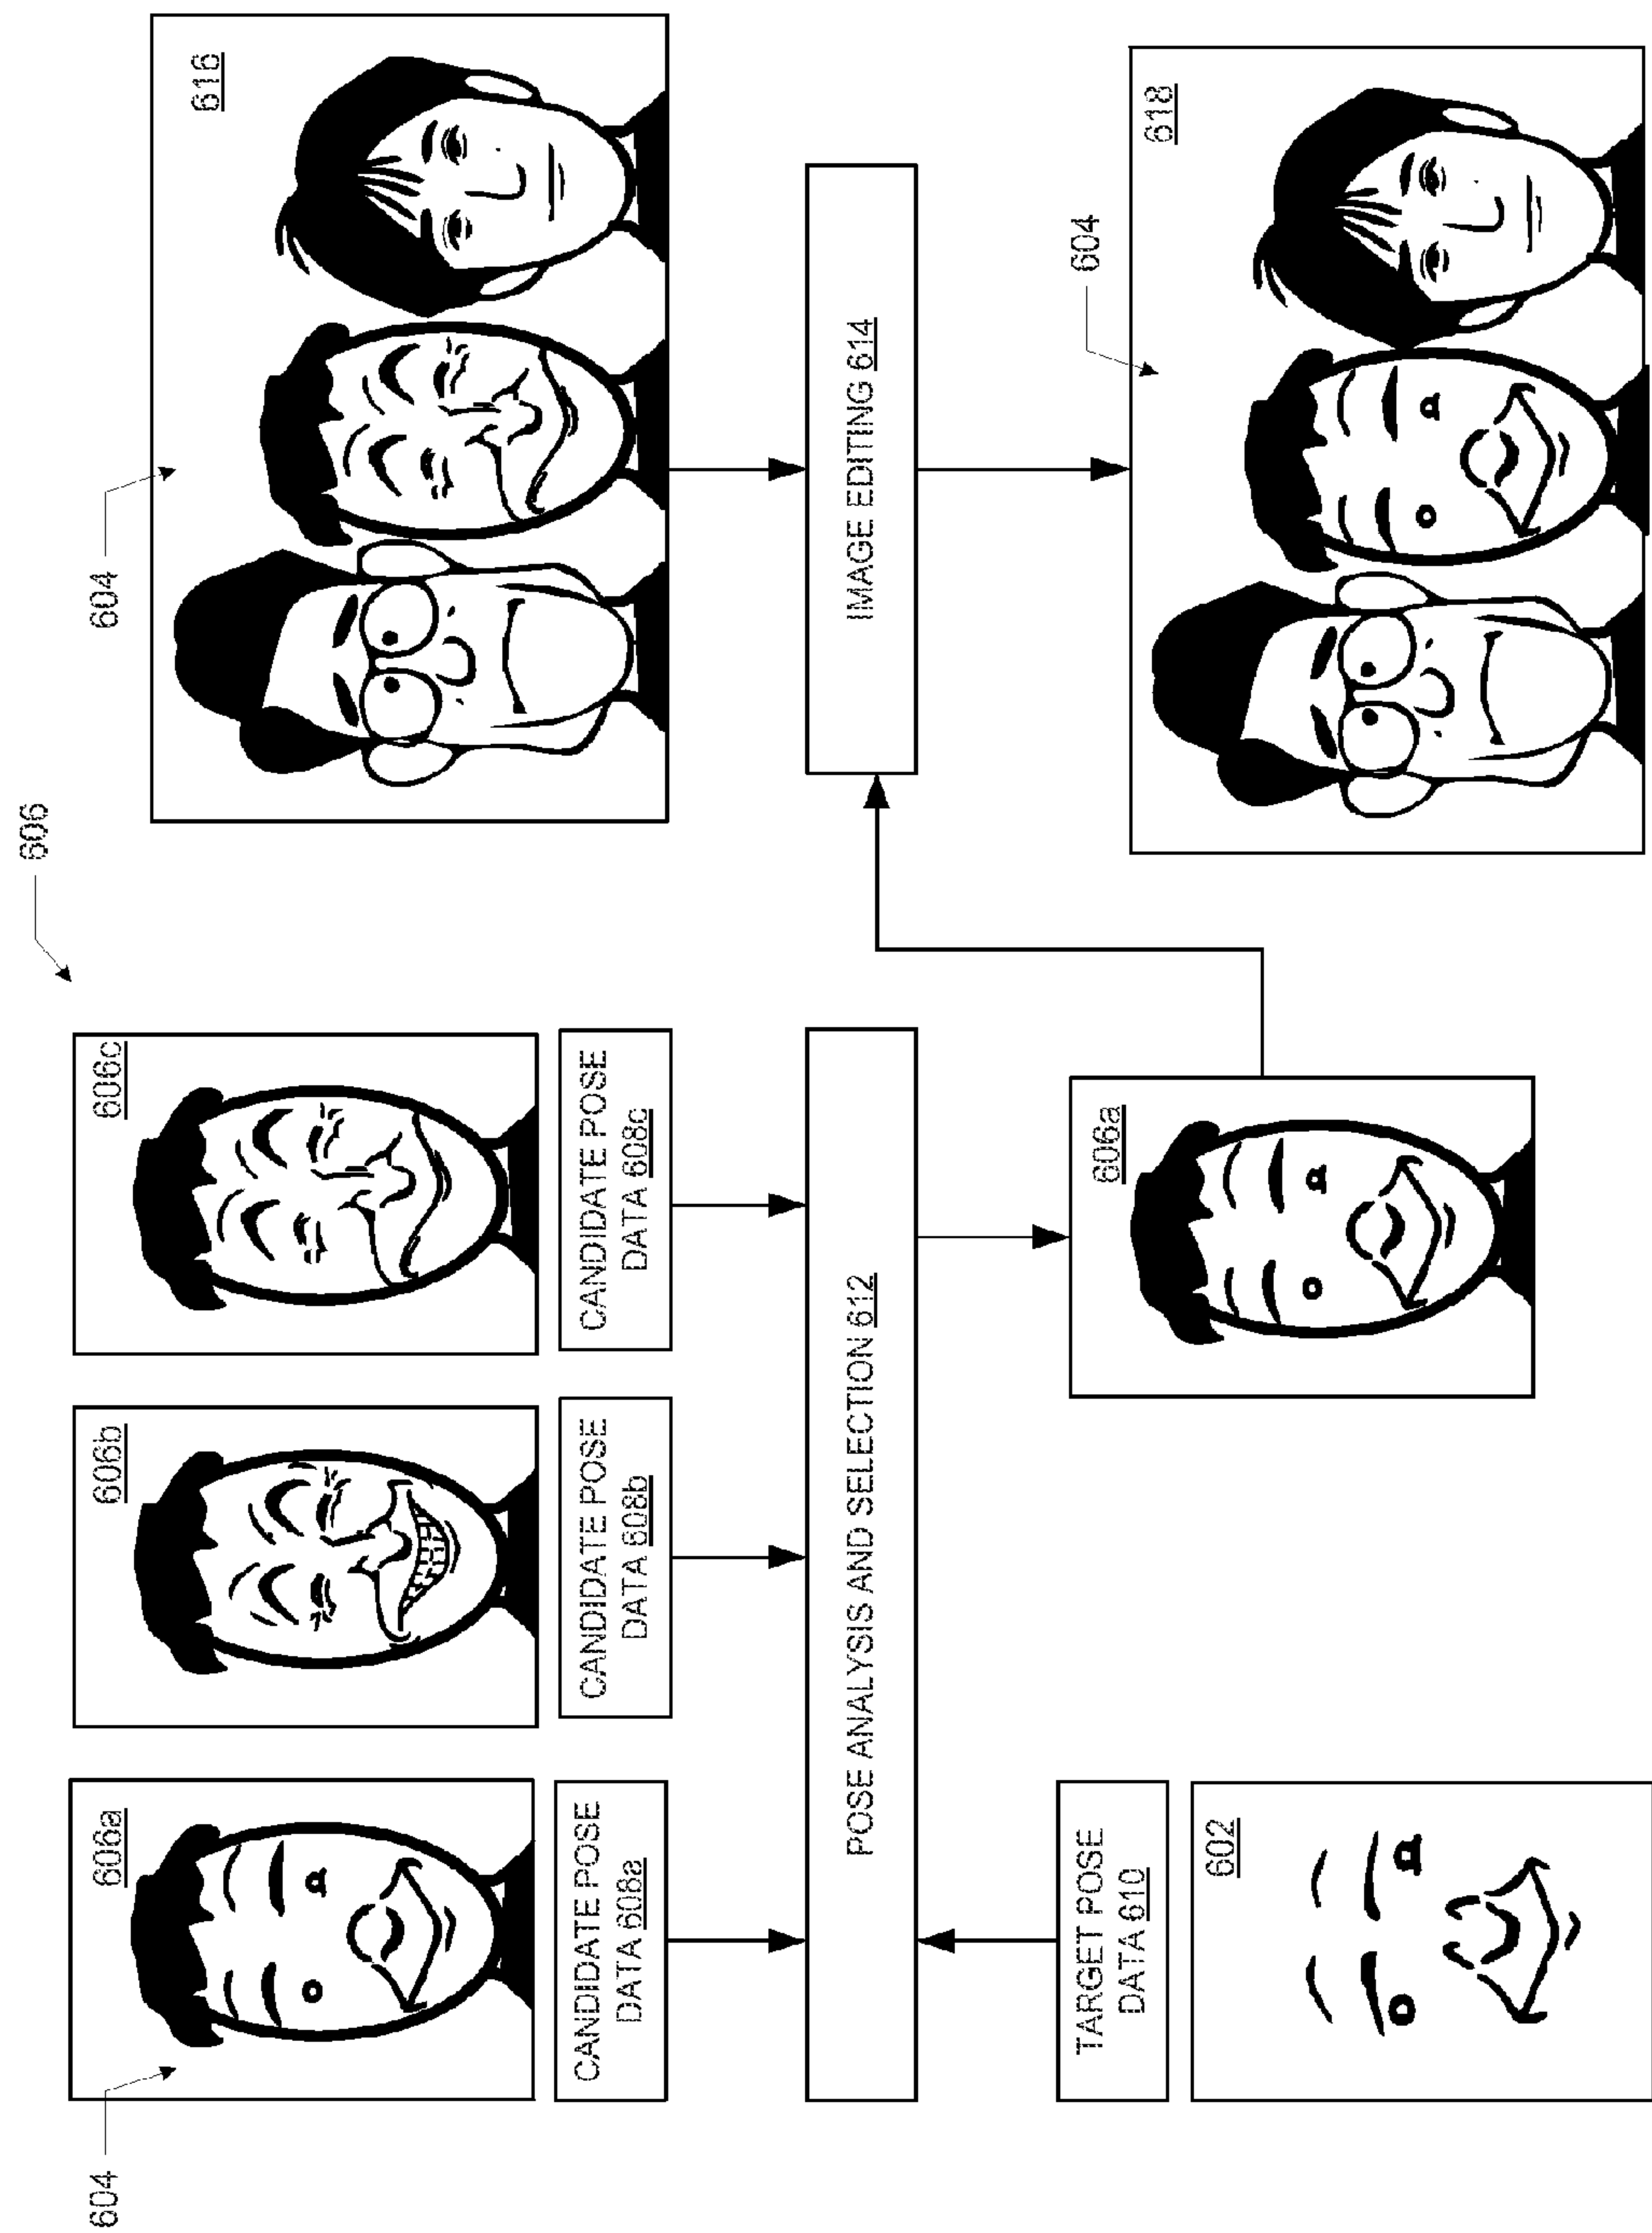 606
604
606a
606b
606c
604
616
CANDIDATE POSE
DATA 608a
CANDIDATE POSE
DATA 608b
CANDIDATE POSE
DATA 608c
POSE ANALYSIS AND SELECTION 612
IMAGE EDITING 614
TARGET POSE
DATA 610
602
606a
604
618